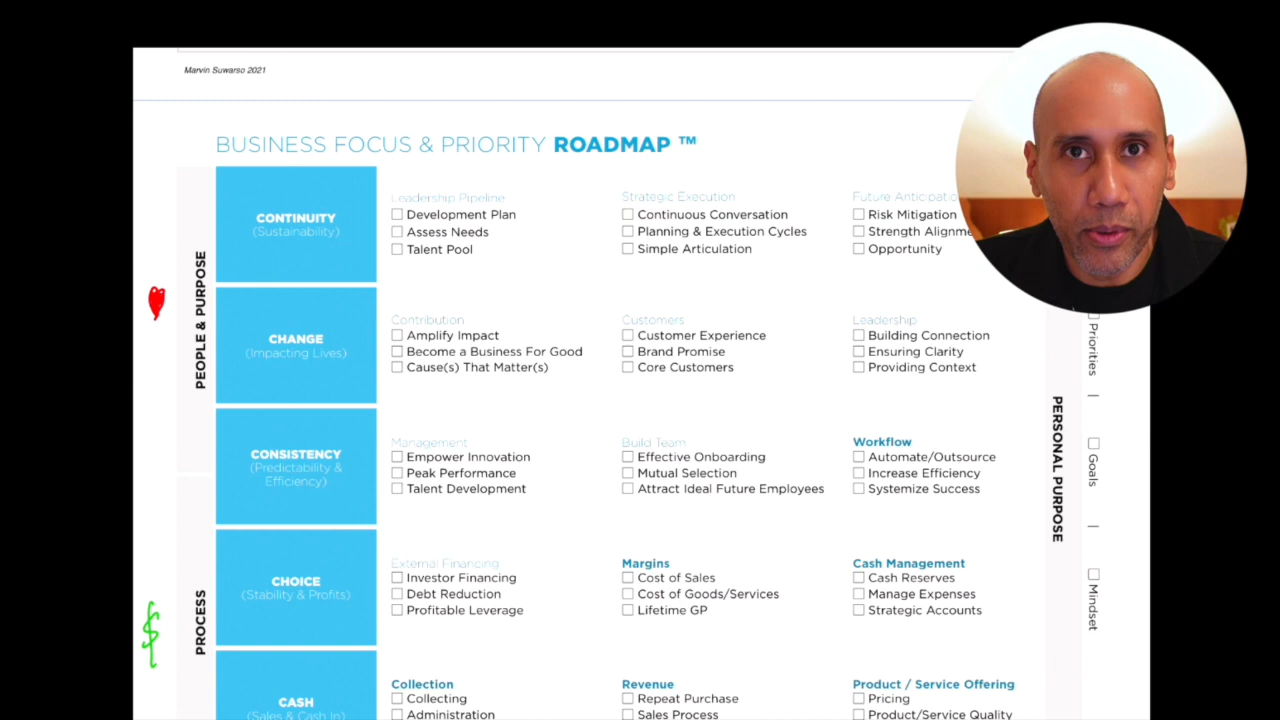 Marvin Suwarso 2021
BUSINESS FOCUS & PRIORITY ROADMAP ™
PEOPLE & PURPOSE
CONTINUITY
(Sustainability)
Leadership Pipeline
Development Plan
Assess Needs
Talent Pool
Strategic Execution
Continuous Conversation
Planning & Execution Cycles
Simple Articulation
Future
Risk Mitigation
Strength
Opportunity
CHANGE
(Impacting Lives)
Contribution
Amplify Impact
Become a Business For Good
Cause(s) That Matter(s)
Customers
Customer Experience
Brand Promise
Core Customers
Leadership
Building Connection
Ensuring Clarity
Providing Context
CONSISTENCY
(Predictability &
Efficiency)
Management
Empower Innovation
Peak Performance
Talent Development
Build Team
Effective Onboarding
Mutual Selection
Attract Ideal Future Employees
Workflow
Automate/Outsource
Increase Efficiency
Systemize Success
PROCESS
CHOICE
(Stability & Profits)
External Financing
Investor Financing
Debt Reduction
Profitable Leverage
Margins
Cost of Sales
Cost of Goods/Services
Lifetime GP
Cash Management
Cash Reserves
Manage Expenses
Strategic Accounts
CASH
(Sales & Cash In)
Collection
Collecting
Administration
Revenue
Repeat Purchase
Sales Process
Product / Service Offering
Pricing
Product/Service Quality
PERSONAL PURPOSE
Priorities | Goals | Mindset
$